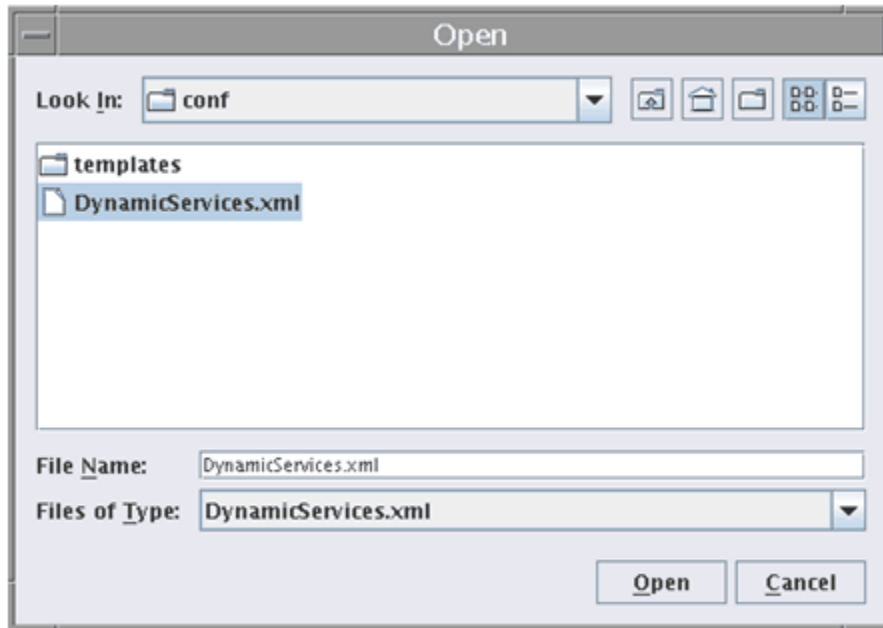 Open
Look In: conf
templates
DynamicServices.xml
File Name: DynamicServices.xml
Files of Type: DynamicServices.xml
Open Cancel